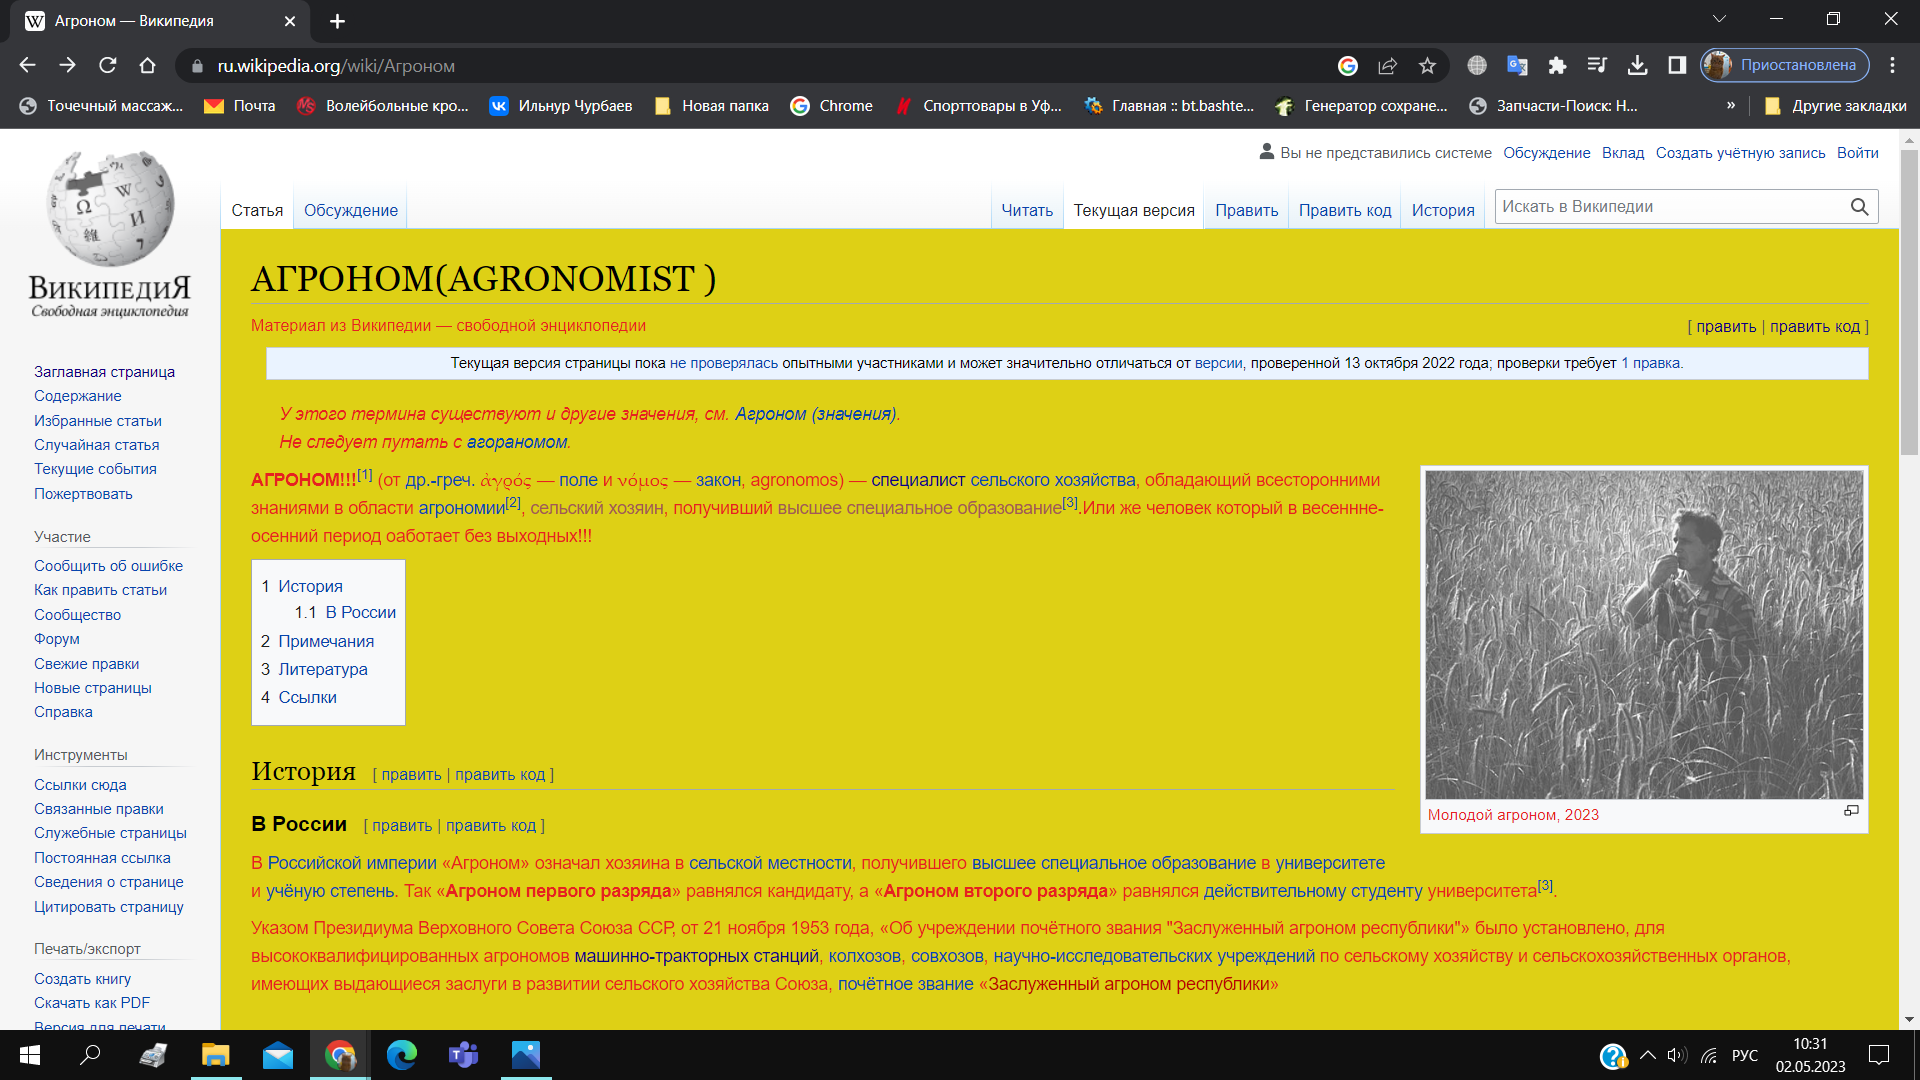 Агроном — Википедия
ru.wikipedia.org/wiki/Агроном
Приостановлена
Точечный массаж...
Почта
Волейбольные кро...
Ильнур Чурбаев
Новая папка
Chrome
Спорттовары в Уф...
Главная :: bt.bashte...
Генератор сохране...
Запчасти-Поиск: Н...
»
Другие закладки
Вы не представились системе Обсуждение Вклад Создать учётную запись Войти
Статья Обсуждение Читать Текущая версия Править Править код История Искать в Википедии
ВикипедиЯ
Свободная энциклопедия
Заглавная страница
Содержание
Избранные статьи
Случайная статья
Текущие события
Пожертвовать
Участие
Сообщить об ошибке
Как править статьи
Сообщество
Форум
Свежие правки
Новые страницы
Справка
Инструменты
Ссылки сюда
Связанные правки
Служебные страницы
Постоянная ссылка
Сведения о странице
Цитировать страницу
Печать/экспорт
Создать книгу
Скачать как PDF
Версия для печати
АГРОНОМ(AGRONOMIST )
Материал из Википедии — свободной энциклопедии
[ править | править код ]
Текущая версия страницы пока не проверялась опытными участниками и может значительно отличаться от версии, проверенной 13 октября 2022 года; проверки требует 1 правка.
У этого термина существуют и другие значения, см. Агроном (значения).
Не следует путать с агораномом.
АГРОНОМ!!![1] (от др.-греч. ἀγρός — поле и νόμος — закон, agronomos) — специалист сельского хозяйства, обладающий всесторонними
знаниями в области агрономии[2], сельский хозяин, получивший высшее специальное образование[3].Или же человек который в весеннне-
осенний период оаботает без выходных!!!
1 История
1.1 В России
2 Примечания
3 Литература
4 Ссылки
Молодой агроном, 2023
История [ править | править код ]
В России [ править | править код ]
В Российской империи «Агроном» означал хозяина в сельской местности, получившего высшее специальное образование в университете
и учёную степень. Так «Агроном первого разряда» равнялся кандидату, а «Агроном второго разряда» равнялся действительному студенту университета[3].
Указом Президиума Верховного Совета Союза ССР, от 21 ноября 1953 года, «Об учреждении почётного звания "Заслуженный агроном республики"» было установлено, для
высококвалифицированных агрономов машинно-тракторных станций, колхозов, совхозов, научно-исследовательских учреждений по сельскому хозяйству и сельскохозяйственных органов,
имеющих выдающиеся заслуги в развитии сельского хозяйства Союза, почётное звание «Заслуженный агроном республики»
РУС
10:31
02.05.2023